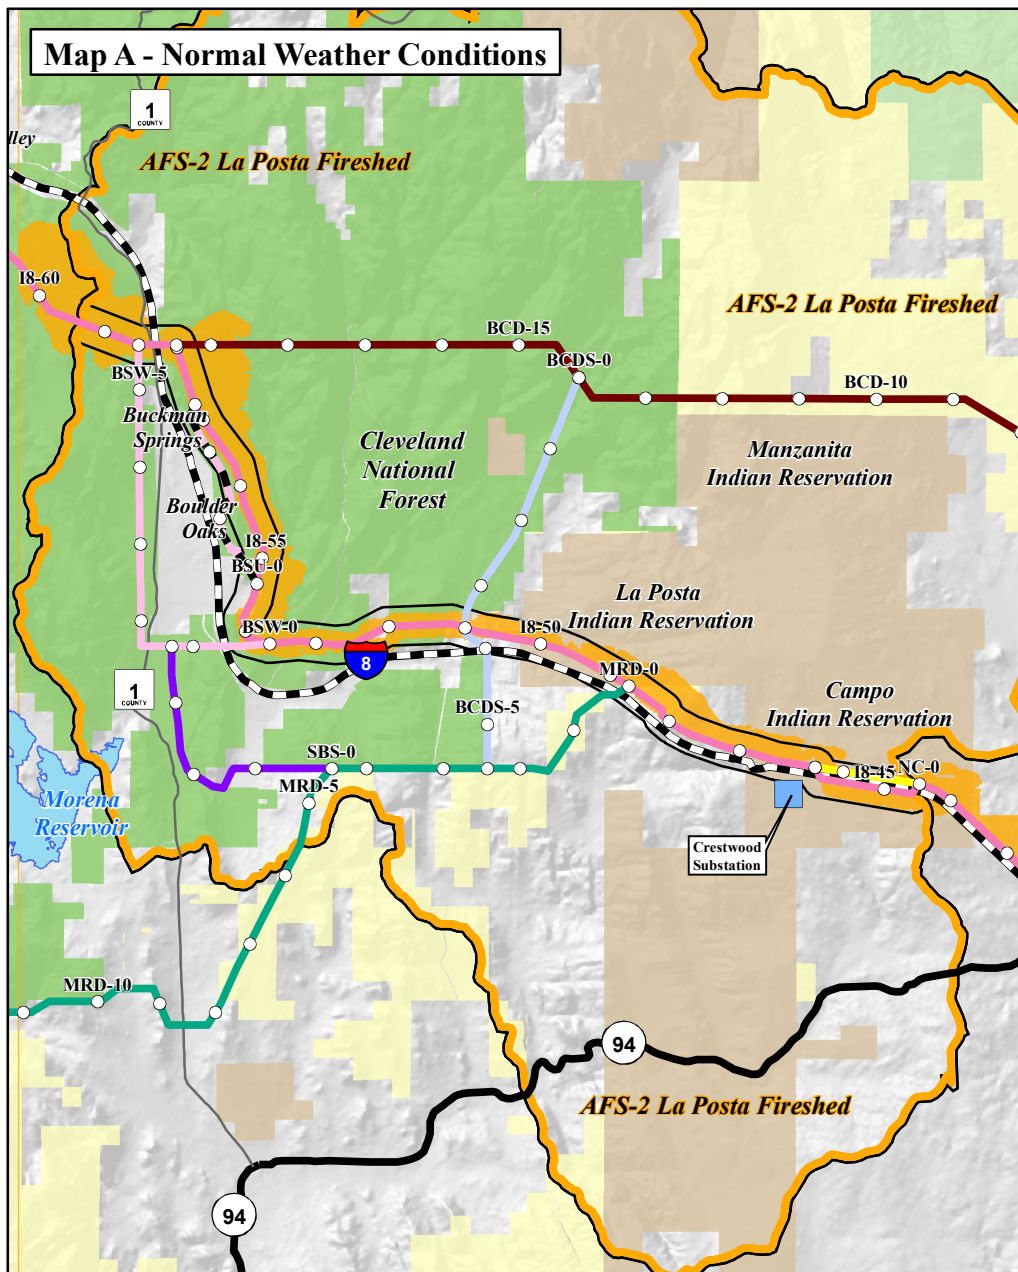 Map A - Normal Weather Conditions
1
COUNTY
lley
AFS-2 La Posta Fireshed
I8-60
AFS-2 La Posta Fireshed
BCD-15
BCDS-0
BSW-5
BCD-10
Buckman
Springs
Cleveland
National
Forest
Manzanita
Indian Reservation
Boulder
Oaks
I8-55
BSU-0
La Posta
Indian Reservation
BSW-0
I8-50
8
MRD-0
1
COUNTY
Campo
Indian Reservation
BCDS-5
SBS-0
MRD-5
I8-45
NC-0
Morena
Reservoir
Crestwood
Substation
MRD-10
94
AFS-2 La Posta Fireshed
94